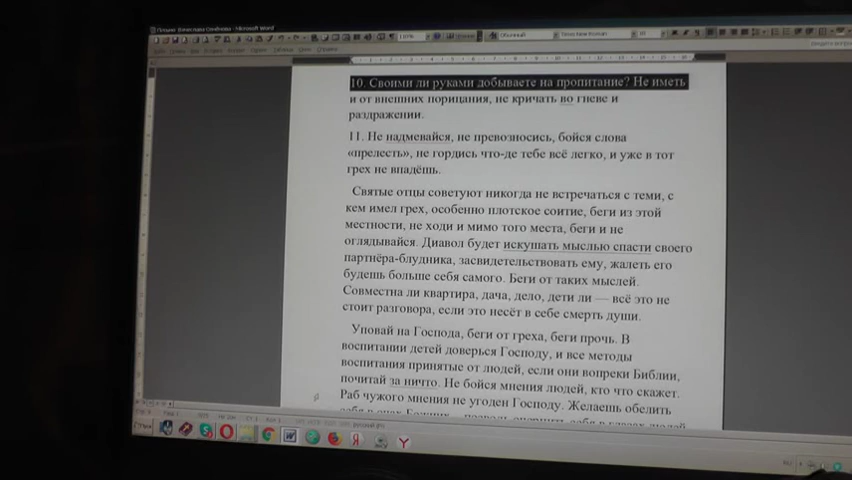 Microsoft Word
110%
Обычный
Times New Roman
10. Своими ли руками добываете на пропитание? Не иметь
и от внешних порицания, не кричать во гневе и
раздражении.
11. Не надмевайся, не превозносись, бойся слова
«прелесть», не гордись что-де тебе всё легко, и уже в тот
грех не впадёшь.
Святые отцы советуют никогда не встречаться с теми, с
кем имел грех, особенно плотское соитие, беги из этой
местности, не ходи и мимо того места, беги и не
оглядывайся. Диавол будет искушать мыслью спасти своего
партнёра-блудника, засвидетельствовать ему, жалеть его
будешь больше себя самого. Беги от таких мыслей.
Совместна ли квартира, дача, дело, дети ли — всё это не
стоит разговора, если это несёт в себе смерть души.
Уповай на Господа, беги от греха, беги прочь. В
воспитании детей доверься Господу, и все методы
воспитания принятые от людей, если они вопреки Библии,
почитай за ничто. Не бойся мнения людей, кто что скажет.
Раб чужого мнения не угоден Господу. Желаешь обелить